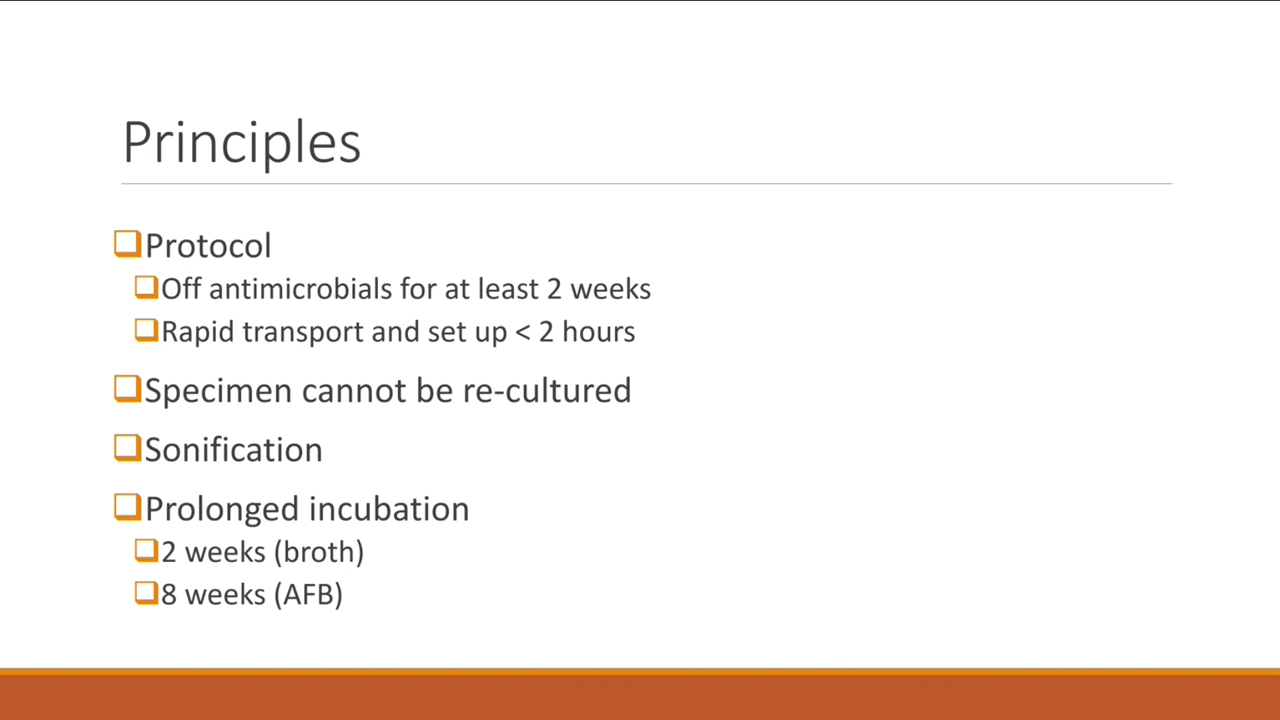 Principles
Protocol
Off antimicrobials for at least 2 weeks
Rapid transport and set up < 2 hours
Specimen cannot be re-cultured
Sonification
Prolonged incubation
2 weeks (broth)
8 weeks (AFB)